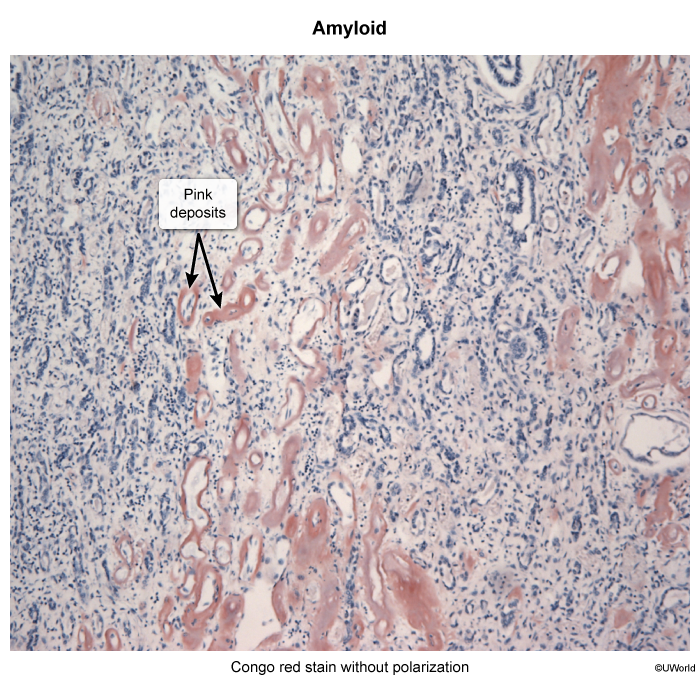 Amyloid
Pink
deposits
Congo red stain without polarization
©UWorld